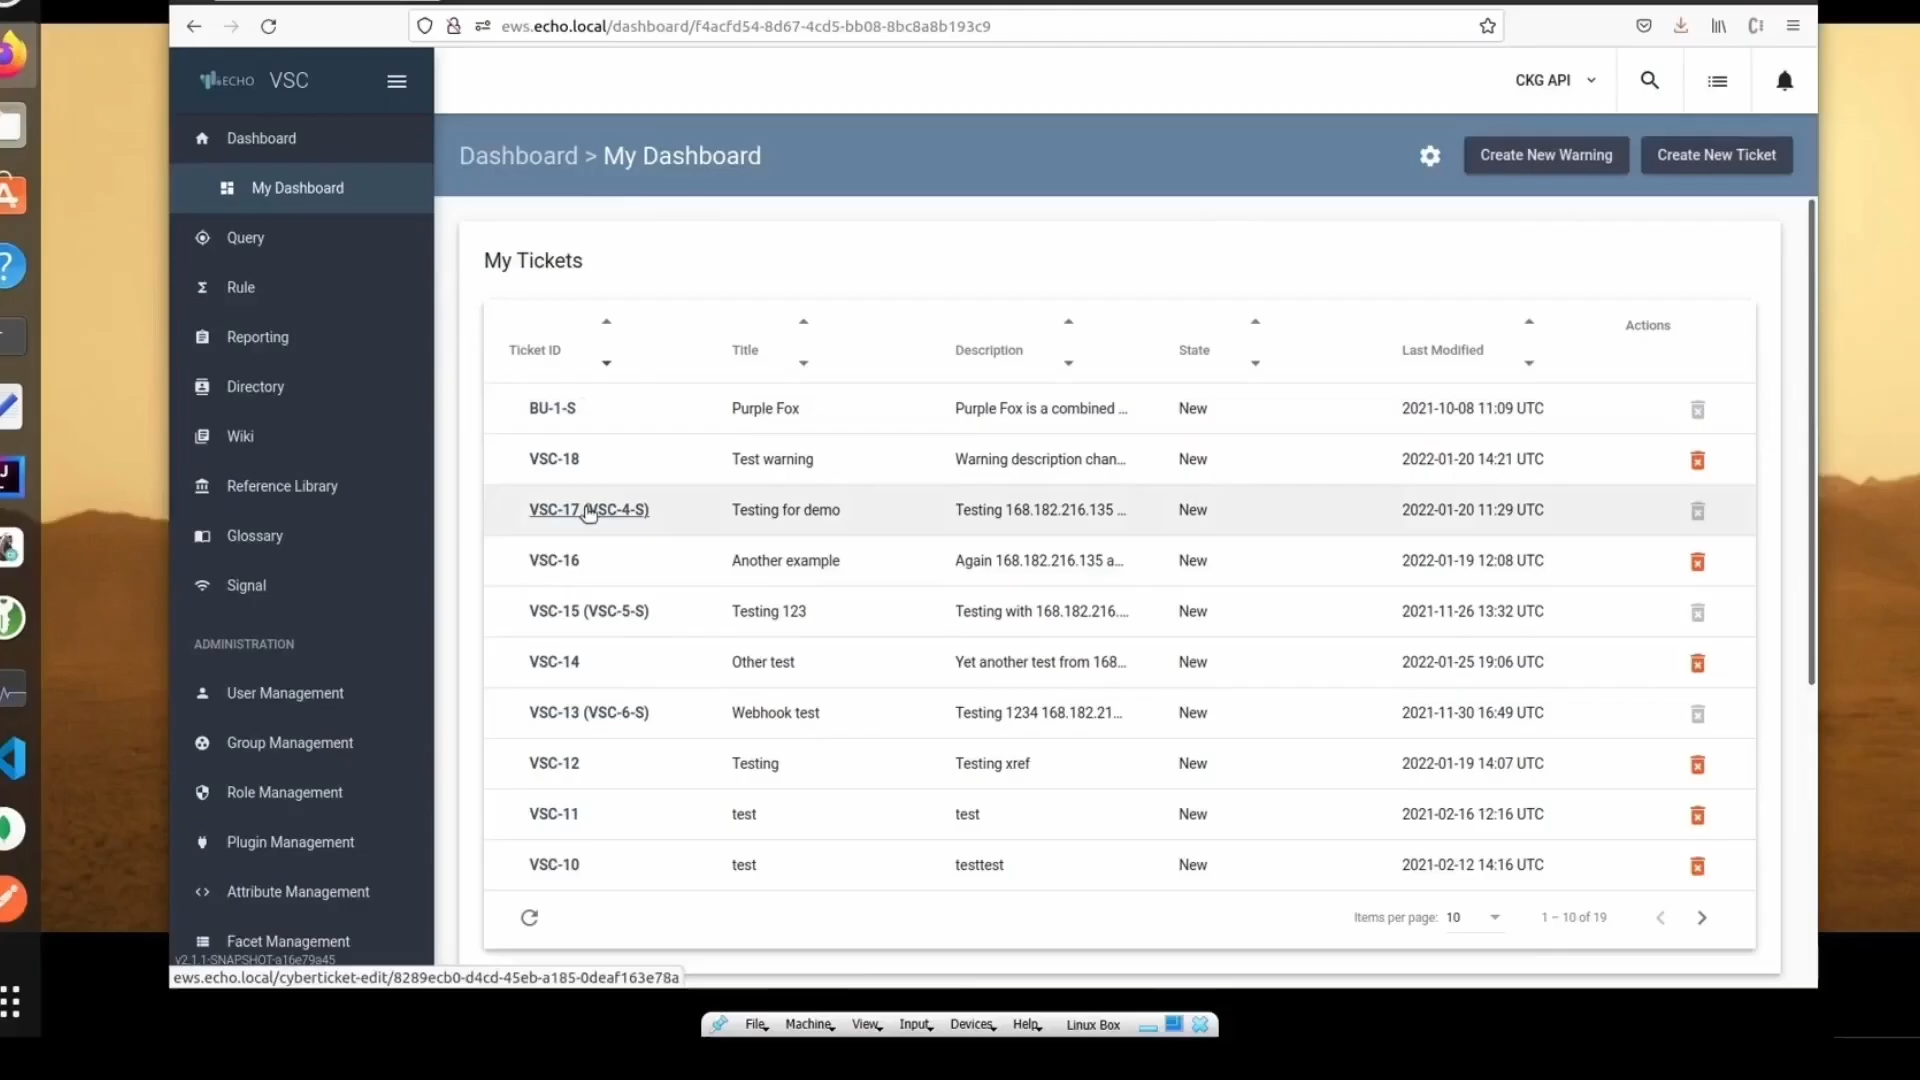 ews.echo.local/dashboard/f4acfd54-8d67-4cd5-bb08-8bc8a8b193c9
ECHO VSC
CKG API
Dashboard
My Dashboard
Query
Rule
Reporting
Directory
Wiki
Reference Library
Glossary
Signal
ADMINISTRATION
User Management
Group Management
Role Management
Plugin Management
Attribute Management
Facet Management
v2.1.1-SNAPSHOT-a16e79a45
Dashboard > My Dashboard
Create New Warning
Create New Ticket
My Tickets
Ticket ID Title Description State Last Modified Actions
BU-1-S Purple Fox Purple Fox is a combined ... New 2021-10-08 11:09 UTC
VSC-18 Test warning Warning description chan... New 2022-01-20 14:21 UTC
VSC-17 (VSC-4-S) Testing for demo Testing 168.182.216.135 ... New 2022-01-20 11:29 UTC
VSC-16 Another example Again 168.182.216.135 a... New 2022-01-19 12:08 UTC
VSC-15 (VSC-5-S) Testing 123 Testing with 168.182.216.... New 2021-11-26 13:32 UTC
VSC-14 Other test Yet another test from 168... New 2022-01-25 19:06 UTC
VSC-13 (VSC-6-S) Webhook test Testing 1234 168.182.21... New 2021-11-30 16:49 UTC
VSC-12 Testing Testing xref New 2022-01-19 14:07 UTC
VSC-11 test test New 2021-02-16 12:16 UTC
VSC-10 test testtest New 2021-02-12 14:16 UTC
Items per page: 10 1 – 10 of 19
ews.echo.local/cyberticket-edit/8289ecb0-d4cd-45eb-a185-0deaf163e78a
File Machine View Input Devices Help Linux Box